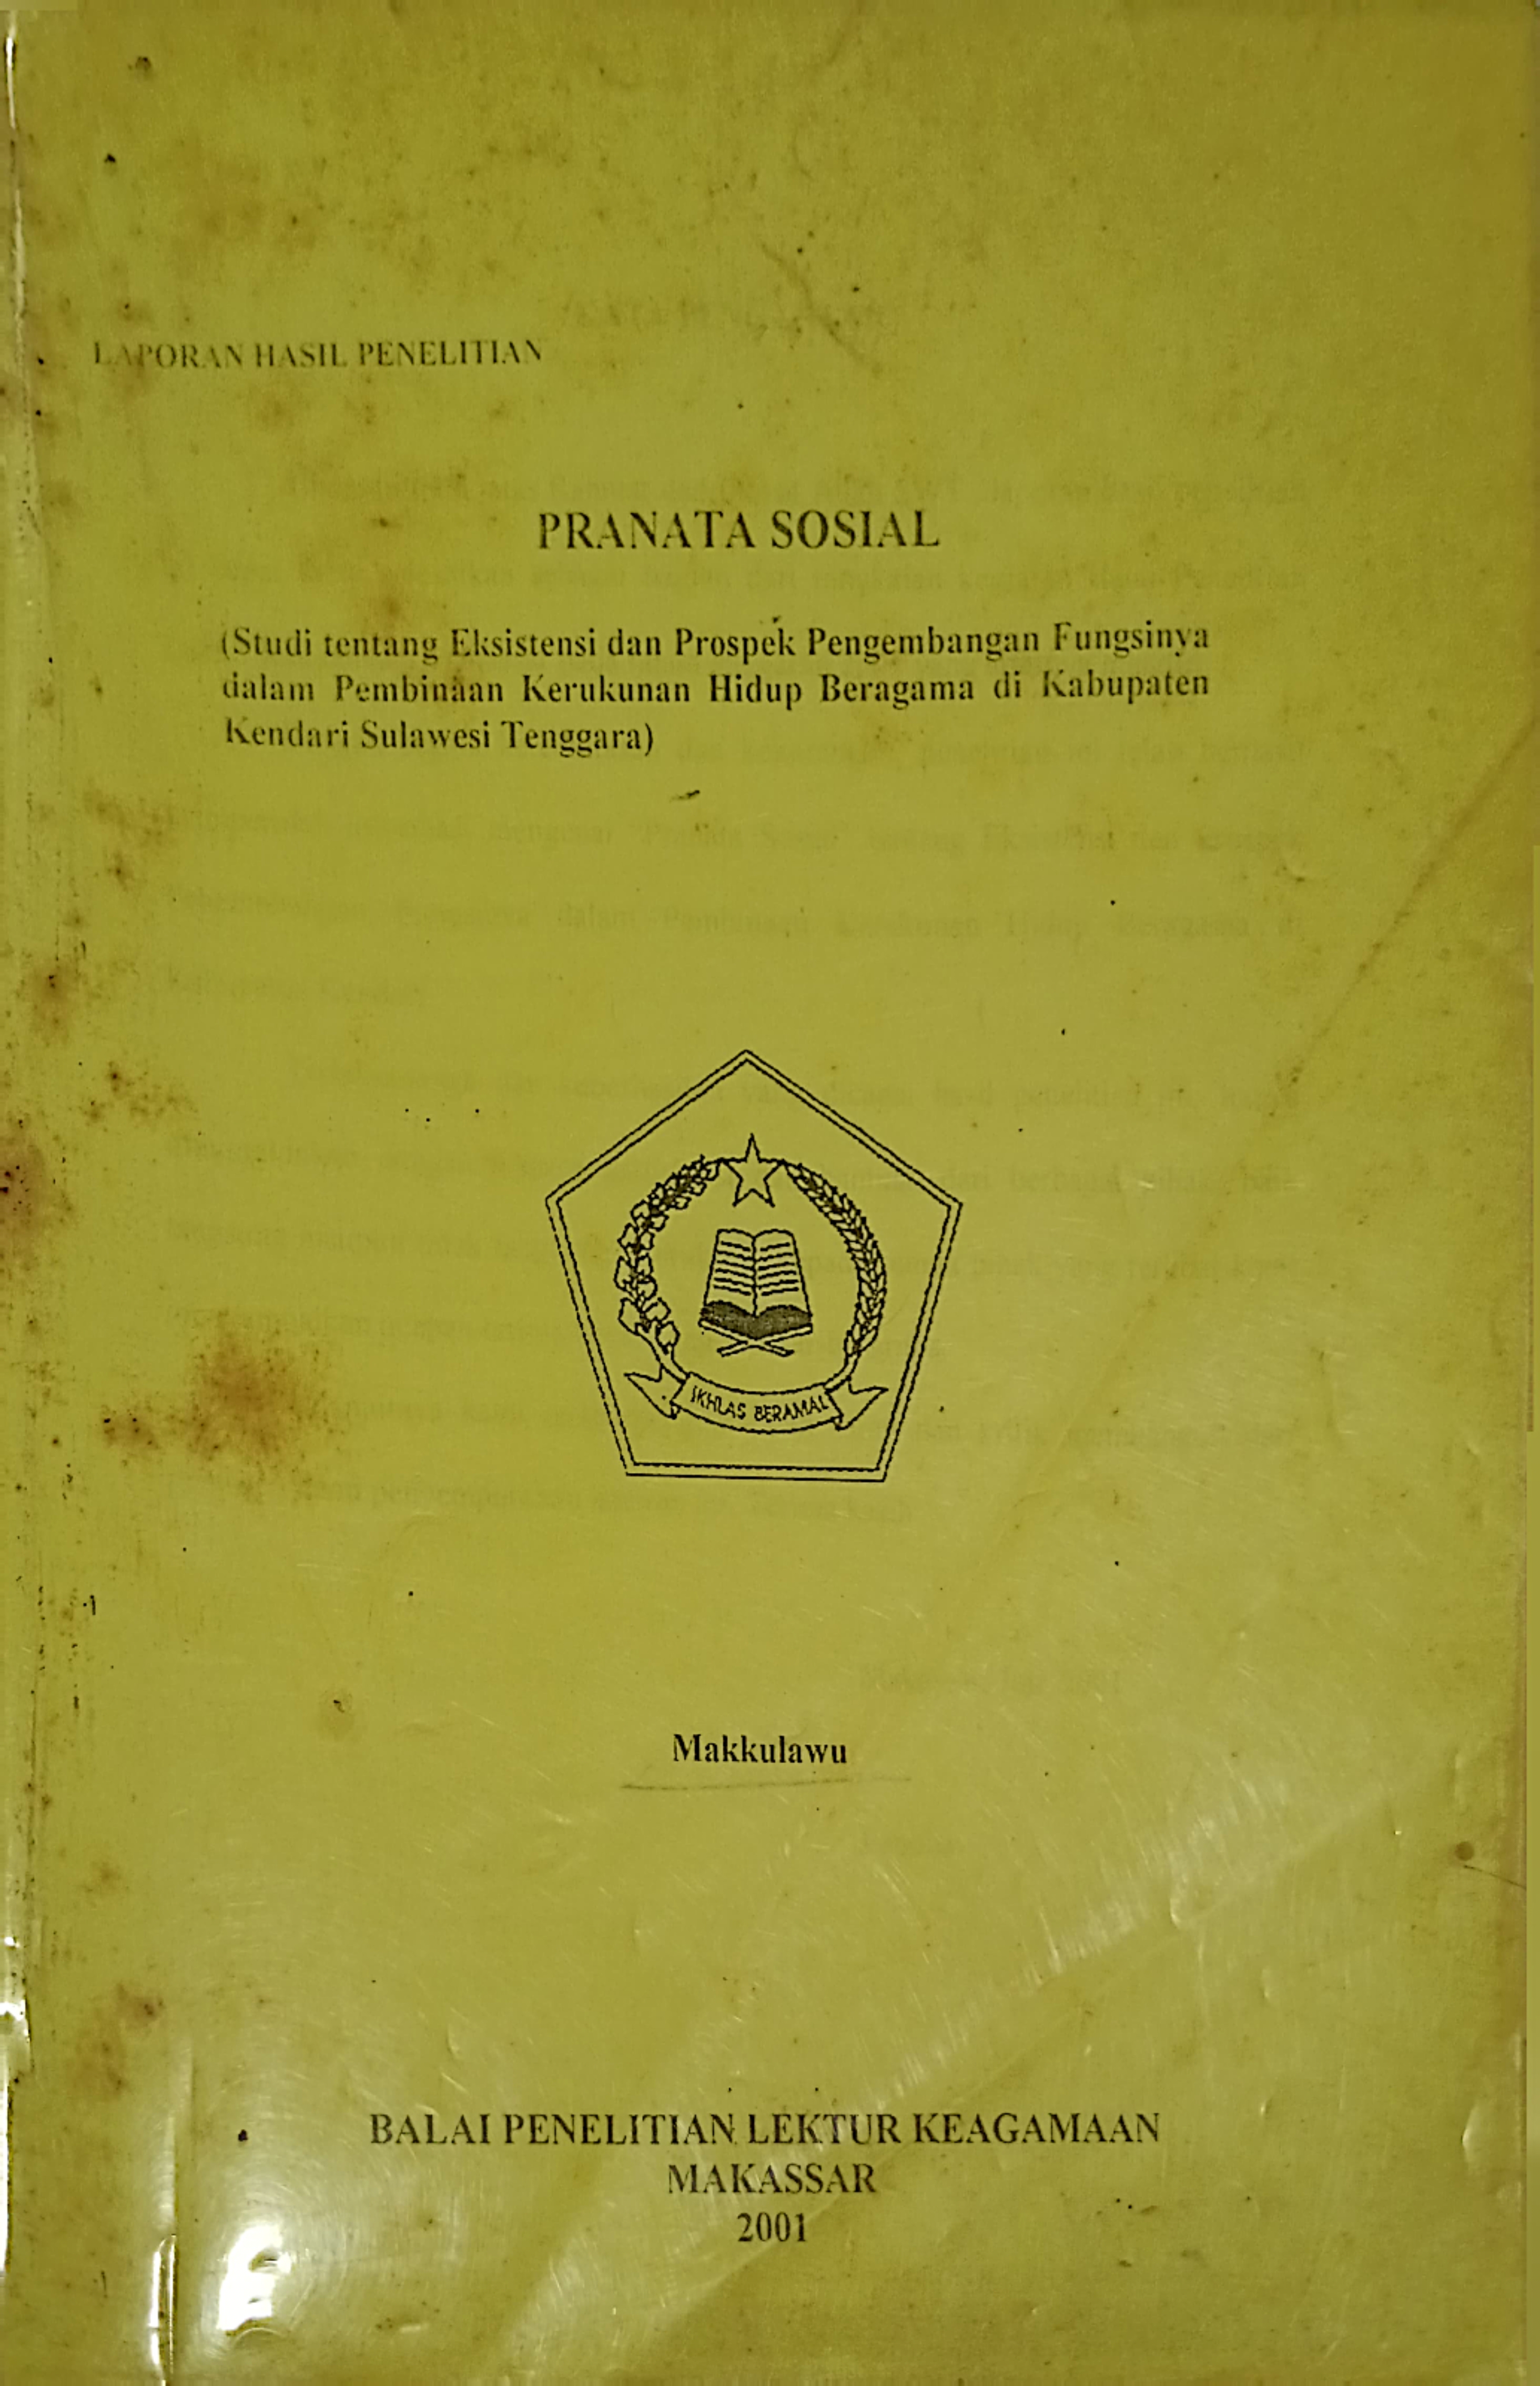 LAPORAN HASIL PENELITIAN
PRANATA SOSIAL
(Studi tentang Eksistensi dan Prospek Pengembangan Fungsinya
dalam Pembinaan Kerukunan Hidup Beragama di Kabupaten
Kendari Sulawesi Tenggara)
IKHLAS BERAMAL
Makkulawu
BALAI PENELITIAN LEKTUR KEAGAMAAN
MAKASSAR
2001